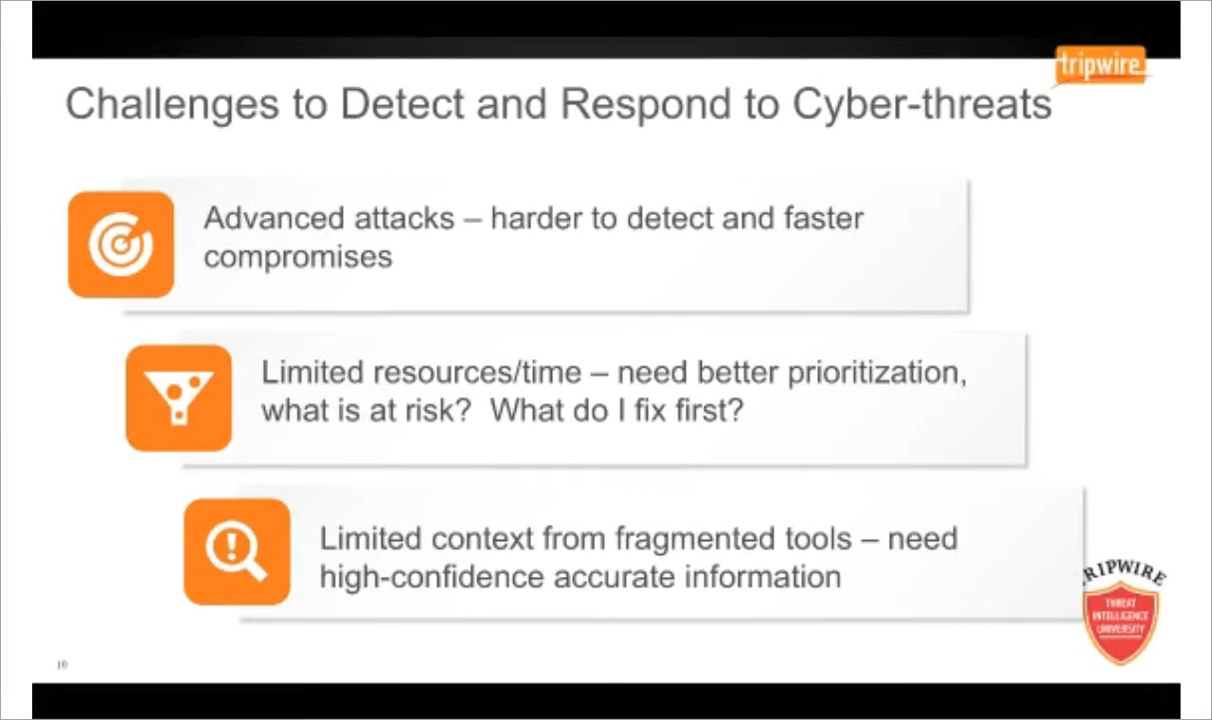 tripwire
Challenges to Detect and Respond to Cyber-threats
Advanced attacks – harder to detect and faster
compromises
Limited resources/time – need better prioritization,
what is at risk?  What do I fix first?
Limited context from fragmented tools – need
high-confidence accurate information
TRIPWIRE
THREAT
INTELLIGENCE
UNIVERSITY
10